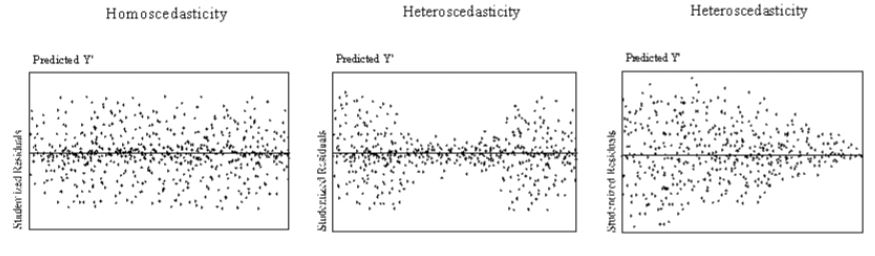 Homoscedasticity
Predicted Y'
Studentized Residuals
Heteroscedasticity
Predicted Y'
Studentized Residuals
Heteroscedasticity
Predicted Y'
Studentized Residuals